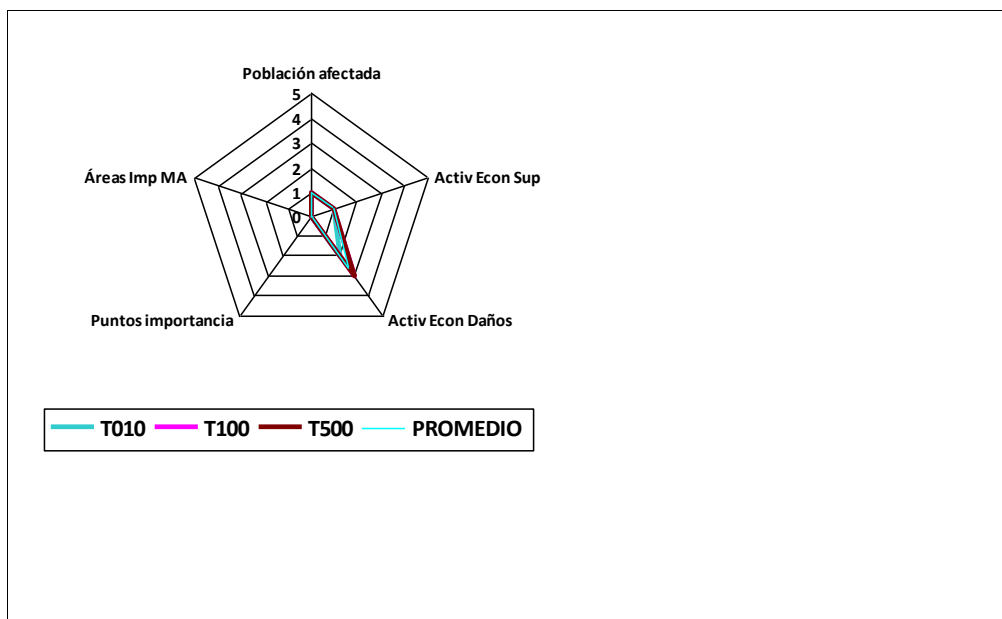 Población afectada
5
4
3
2
1
0
Áreas Imp MA
Activ Econ Sup
Puntos importancia
Activ Econ Daños
T010 T100 T500 PROMEDIO